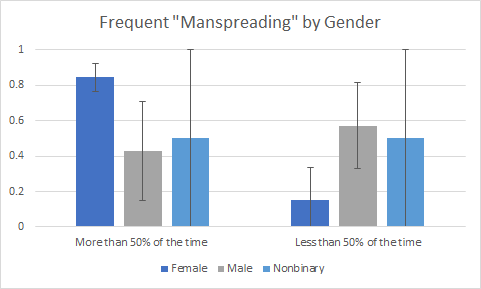 Frequent "Manspreading" by Gender
1
0.8
0.6
0.4
0.2
0
More than 50% of the time Less than 50% of the time
Female Male Nonbinary